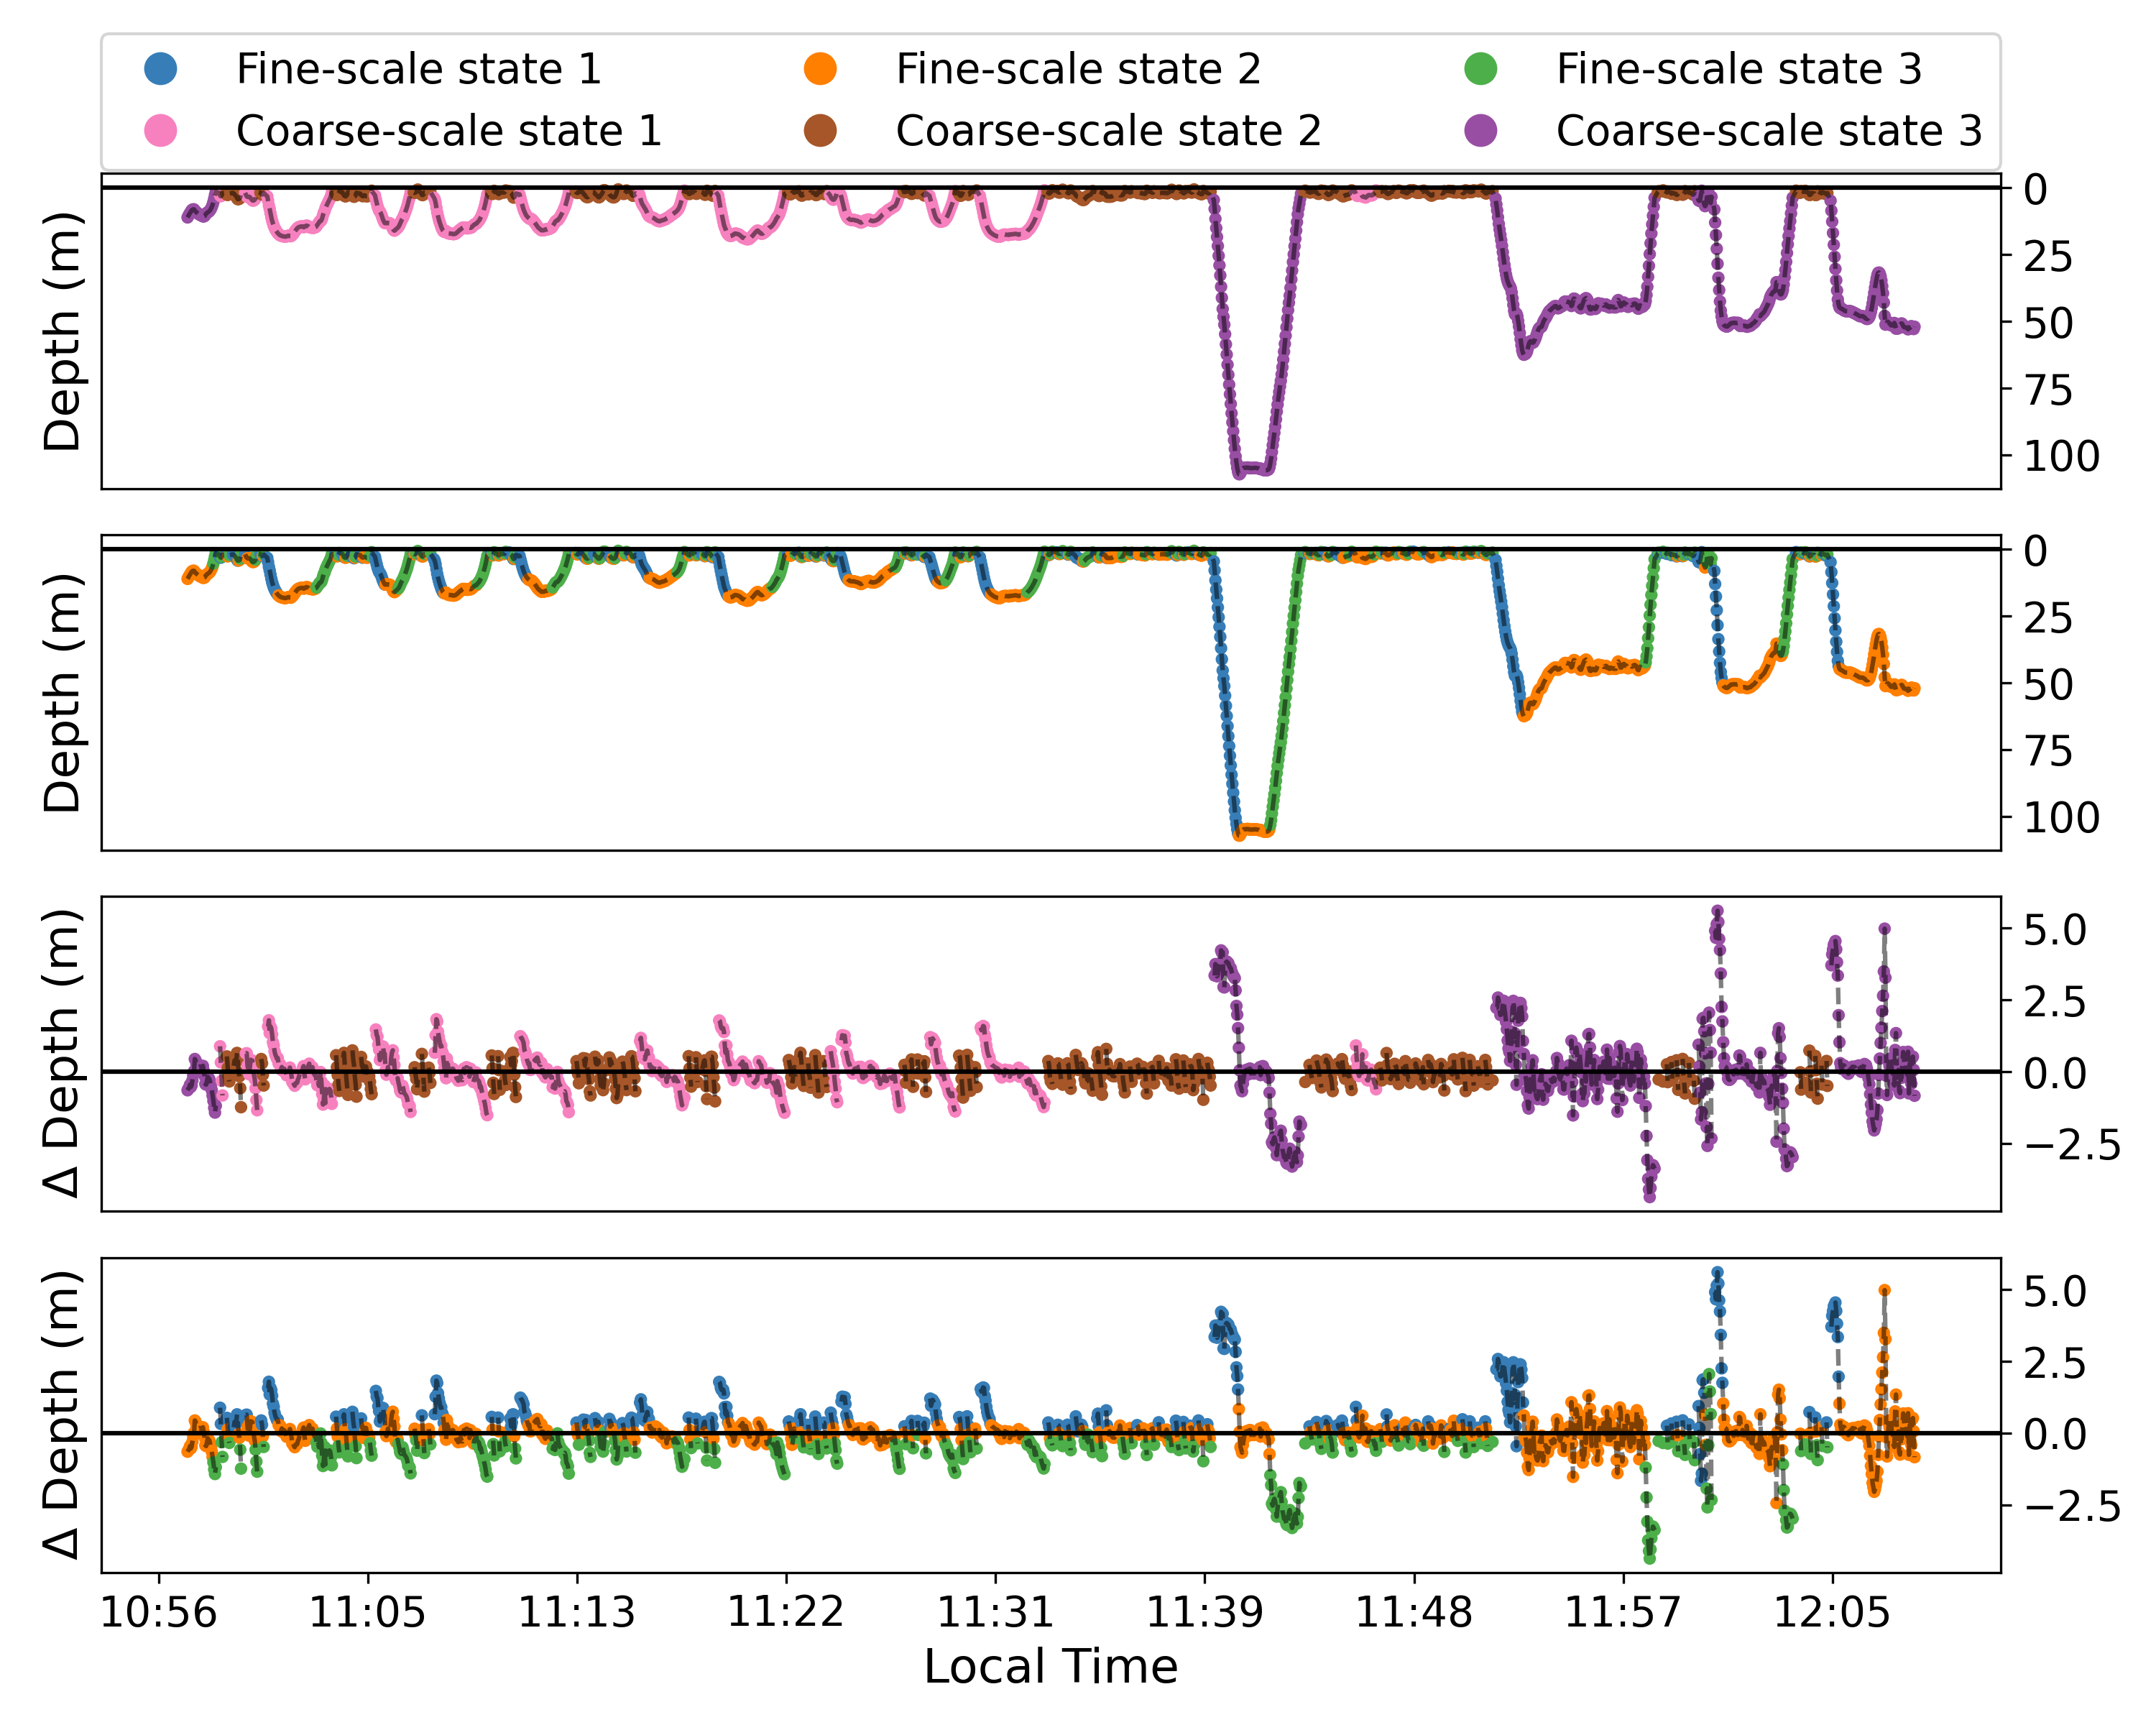 Fine-scale state 1 Fine-scale state 2 Fine-scale state 3
Coarse-scale state 1 Coarse-scale state 2 Coarse-scale state 3
Depth (m)
0
25
50
75
100
Depth (m)
0
25
50
75
100
Δ Depth (m)
5.0
2.5
0.0
−2.5
Δ Depth (m)
5.0
2.5
0.0
−2.5
10:56 11:05 11:13 11:22 11:31 11:39 11:48 11:57 12:05
Local Time